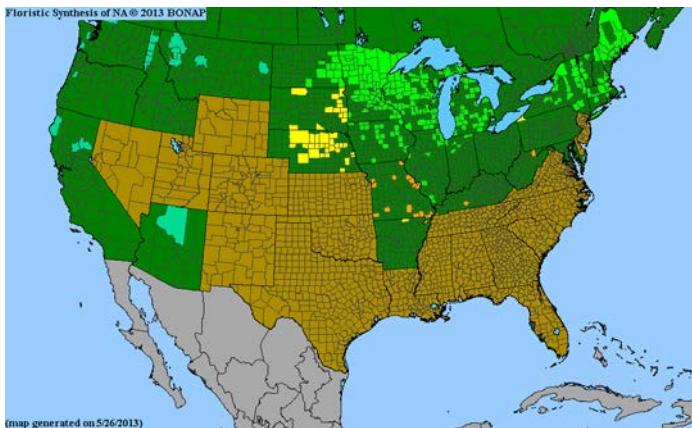 Floristic Synthesis of NA © 2013 BONAP
(map generated on 5/26/2013)